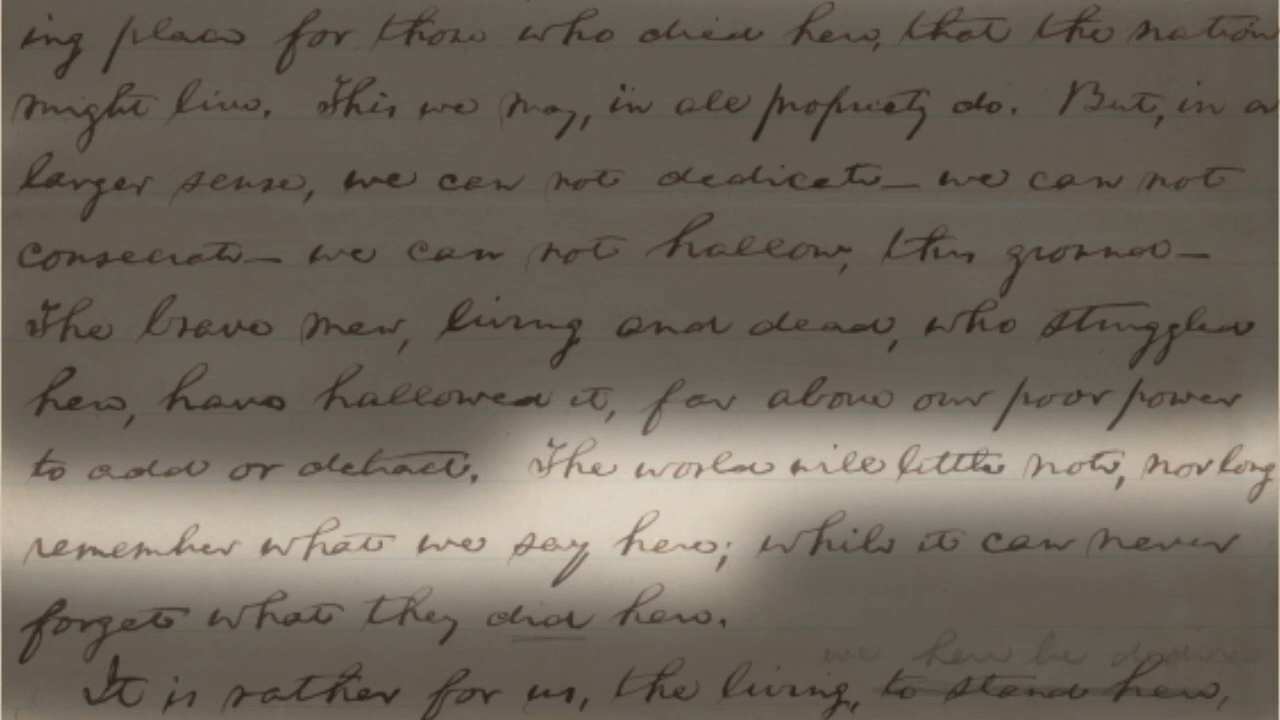 ing place for those who died here, that the nation
might live. This we may, in all propriety do. But, in a
larger sense, we can not dedicate — we can not
consecrate — we can not hallow, this ground —
The brave men, living and dead, who struggled
here, have hallowed it, far above our poor power
to add or detract. The world will little note, nor long
remember what we say here; while it can never
forget what they did here.
we here be dedica
It is rather for us, the living, to stand here,